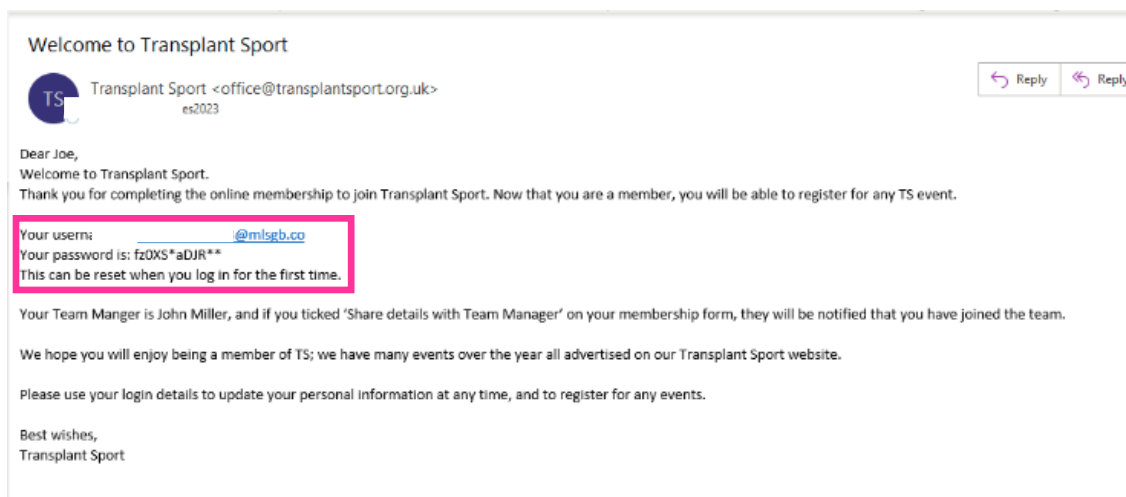 Welcome to Transplant Sport
TS
Transplant Sport <office@transplantsport.org.uk>
es2023
Reply
Reply
Dear Joe,
Welcome to Transplant Sport.
Thank you for completing the online membership to join Transplant Sport. Now that you are a member, you will be able to register for any TS event.
Your userna @mlsgb.co
Your password is: fz0XS*aDJR**
This can be reset when you log in for the first time.
Your Team Manger is John Miller, and if you ticked 'Share details with Team Manager' on your membership form, they will be notified that you have joined the team.
We hope you will enjoy being a member of TS; we have many events over the year all advertised on our Transplant Sport website.
Please use your login details to update your personal information at any time, and to register for any events.
Best wishes,
Transplant Sport